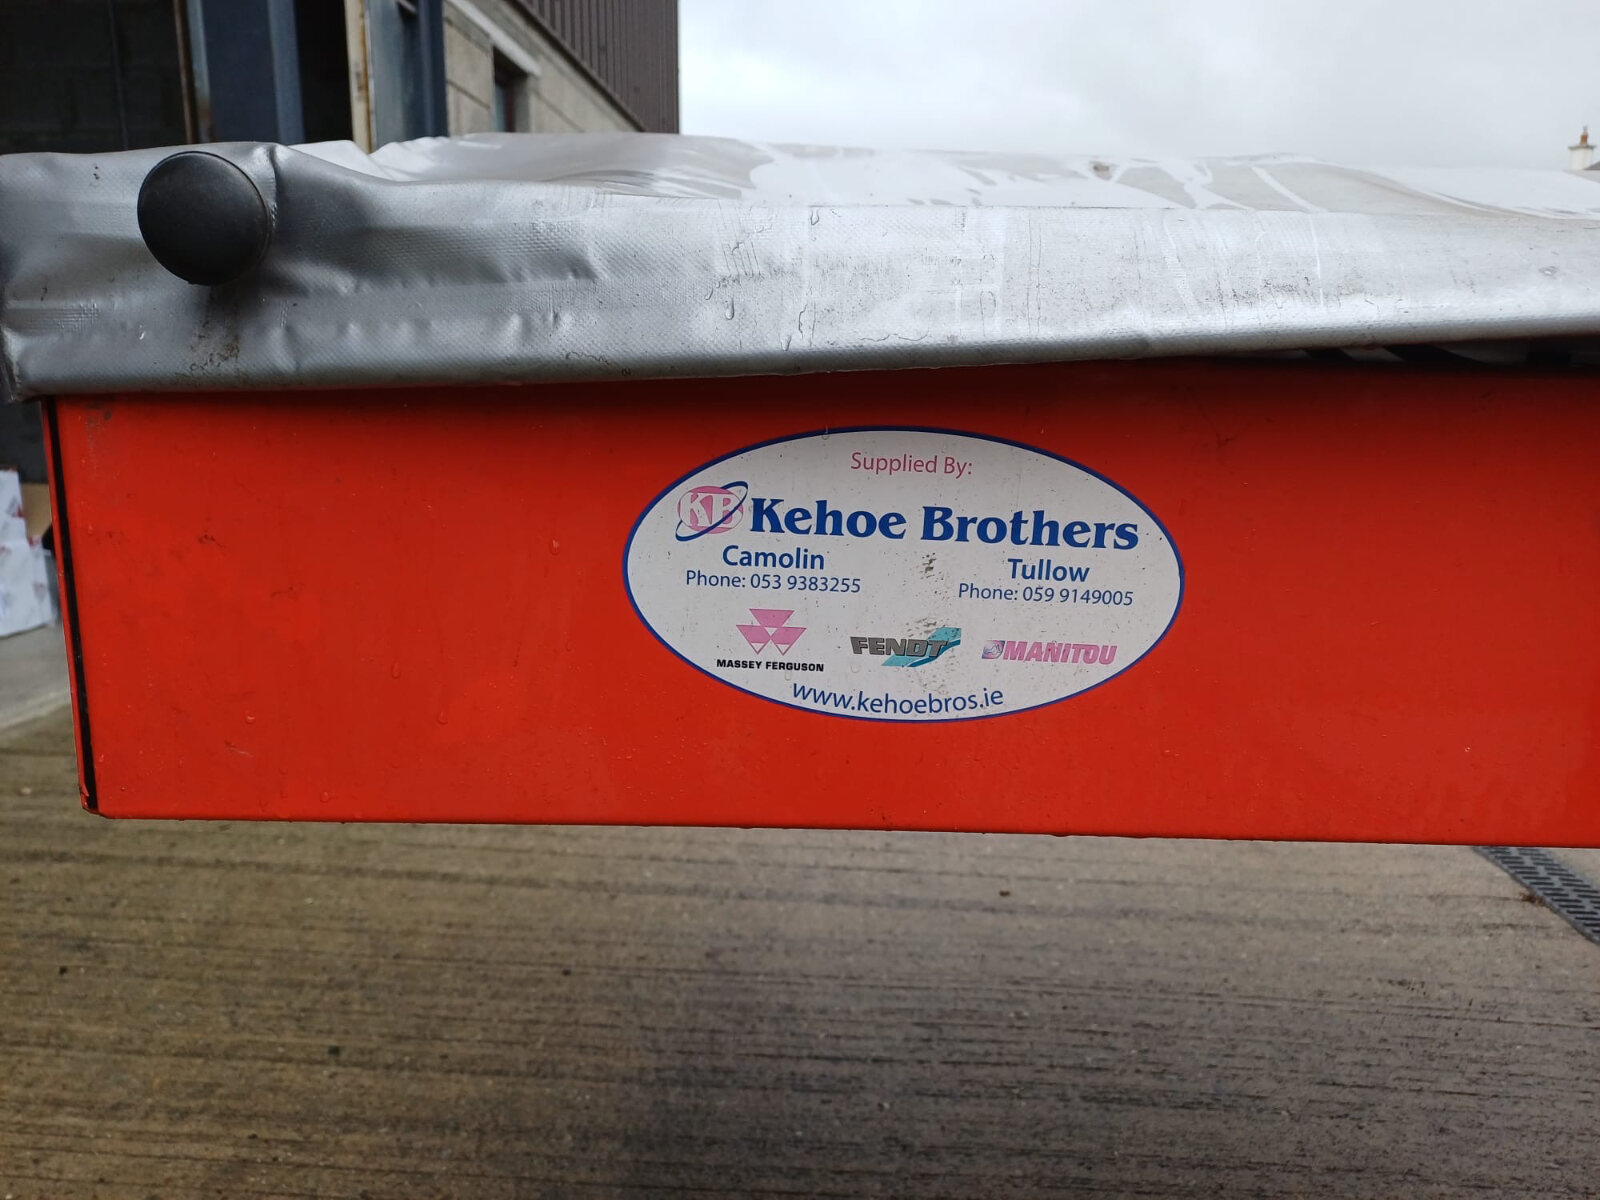 Supplied By:
KB Kehoe Brothers
Camolin Tullow
Phone: 053 9383255 Phone: 059 9149005
MASSEY FERGUSON FENDT MANITOU
www.kehoebros.ie